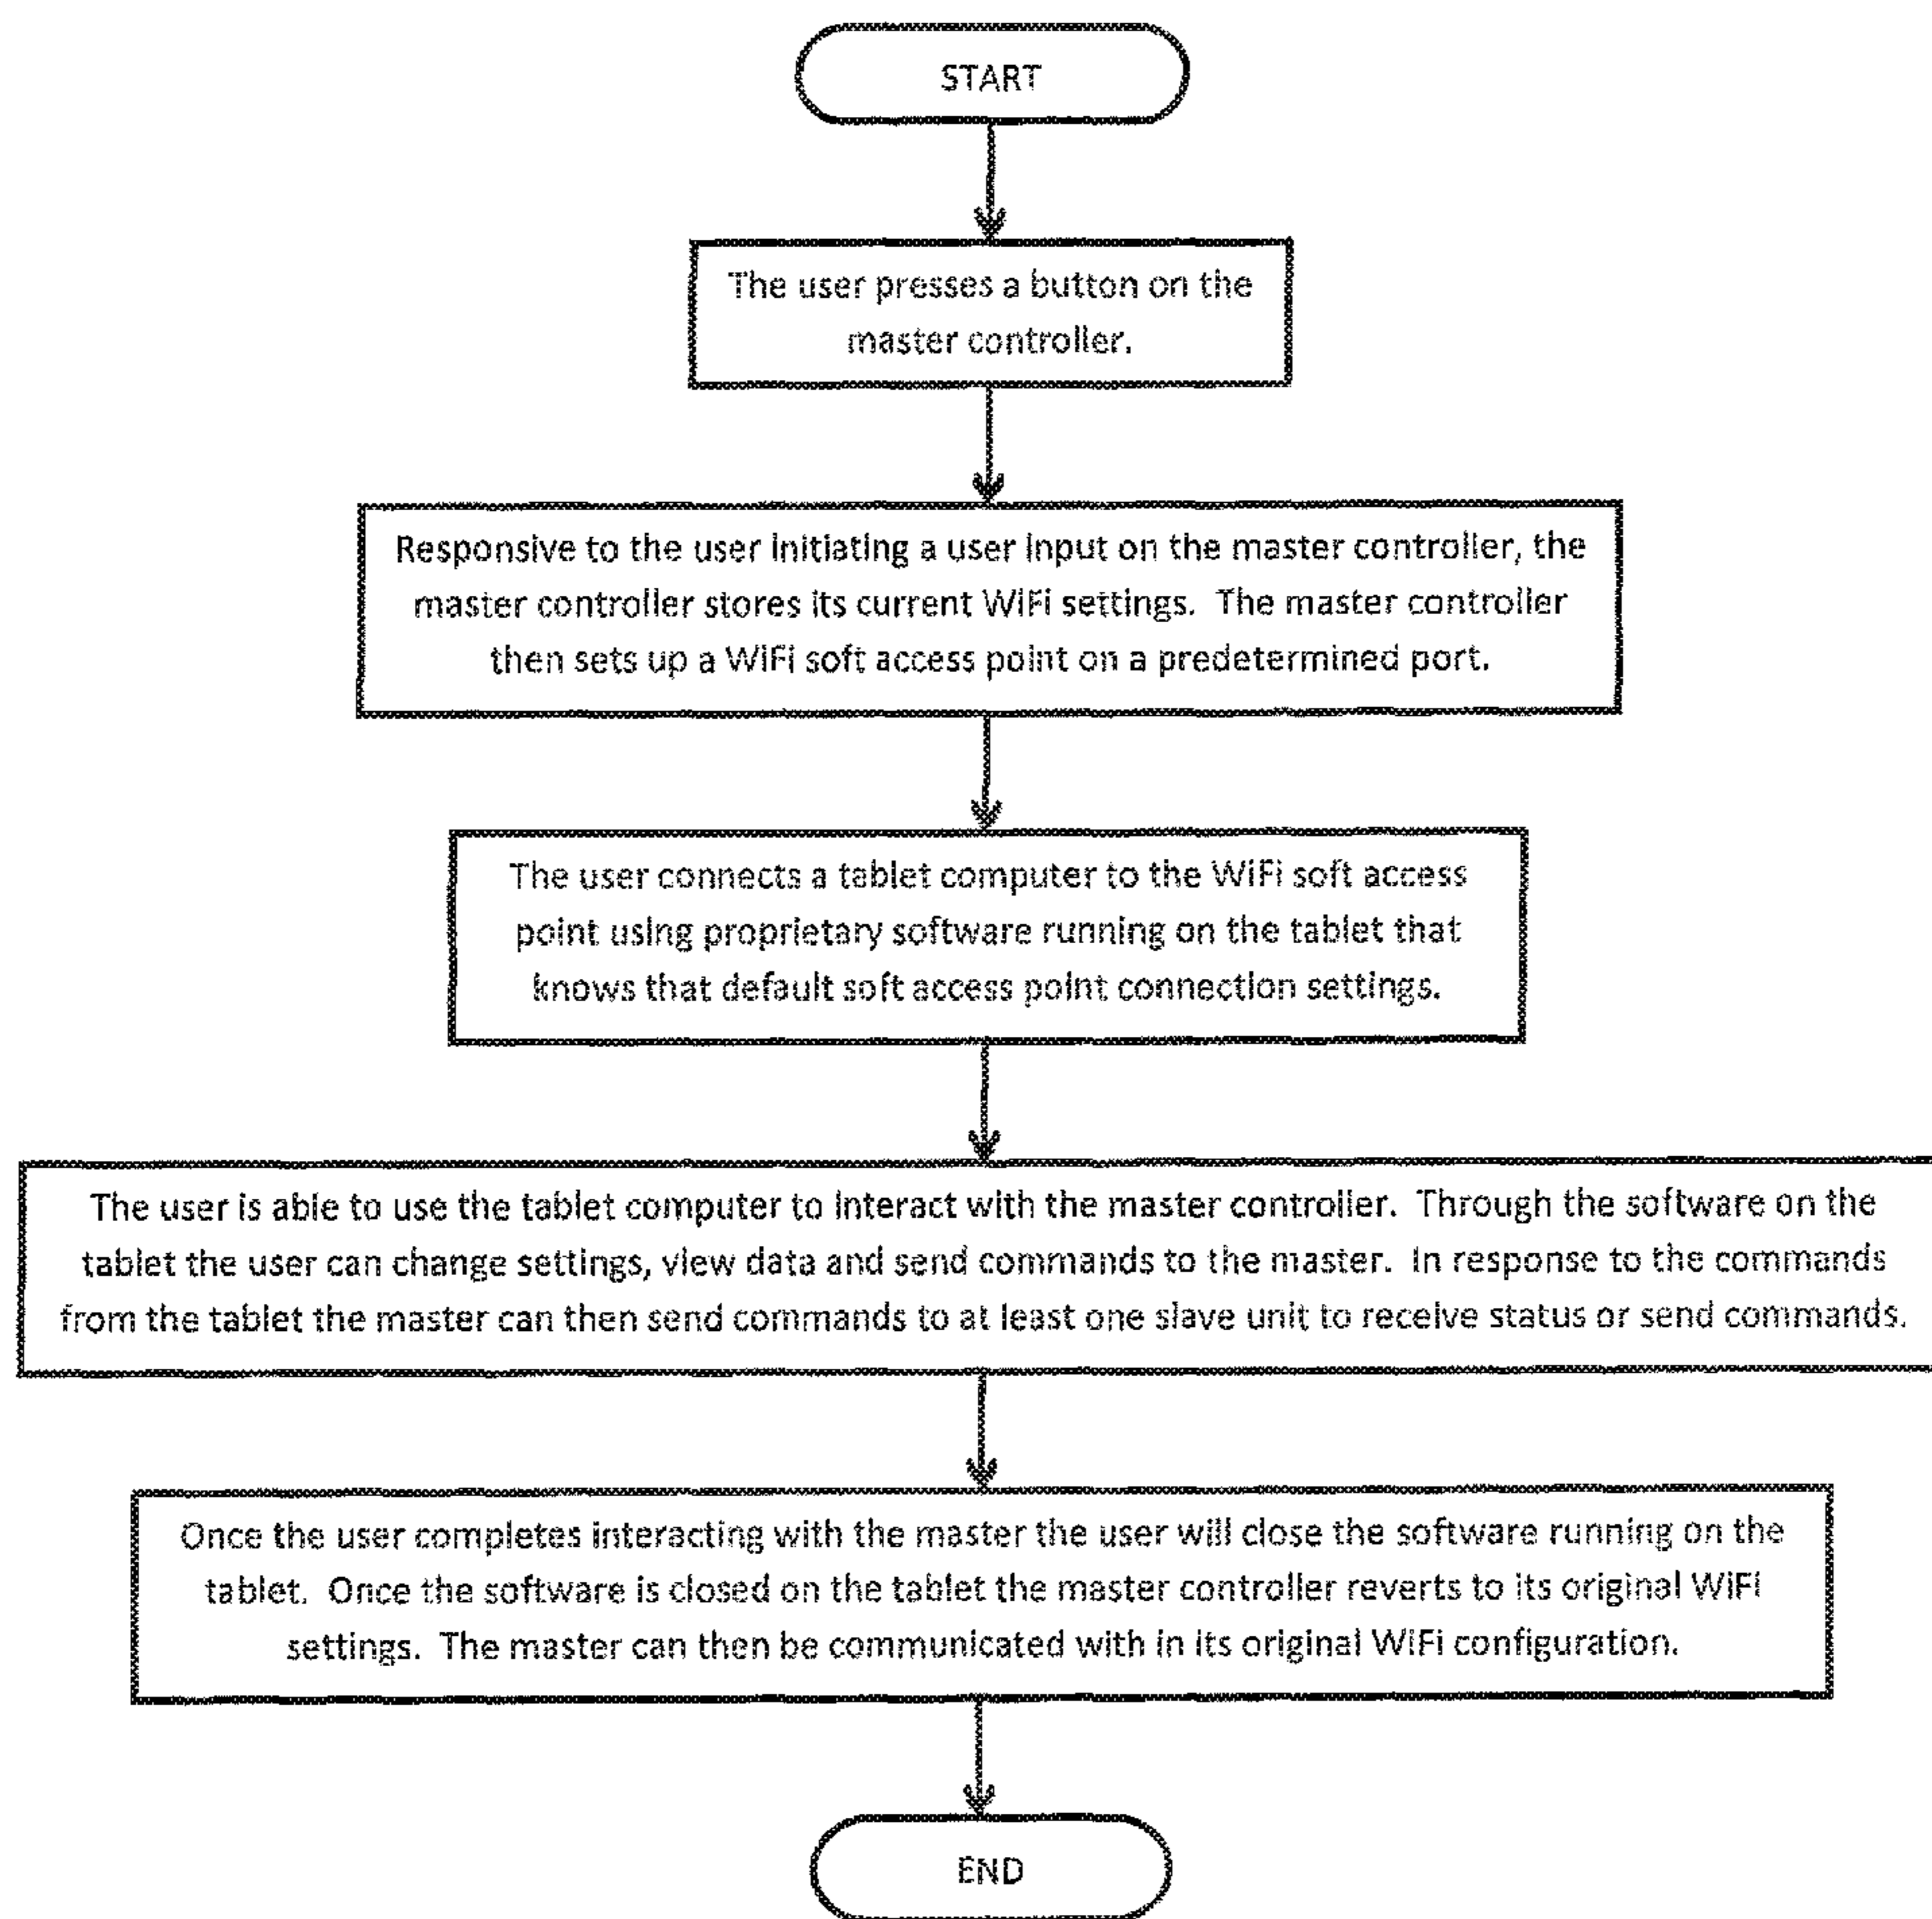 START
The user presses a button on the
master controller.
Responsive to the user initiating a user input on the master controller, the
master controller stores its current WiFi settings. The master controller
then sets up a WiFi soft access point on a predetermined port.
The user connects a tablet computer to the WiFi soft access
point using proprietary software running on the tablet that
knows that default soft access point connection settings.
The user is able to use the tablet computer to interact with the master controller. Through the software on the
tablet the user can change settings, view data and send commands to the master. In response to the commands
from the tablet the master can then send commands to at least one slave unit to receive status or send commands.
Once the user completes interacting with the master the user will close the software running on the
tablet. Once the software is closed on the tablet the master controller reverts to its original WiFi
settings. The master can then be communicated with in its original WiFi configuration.
END